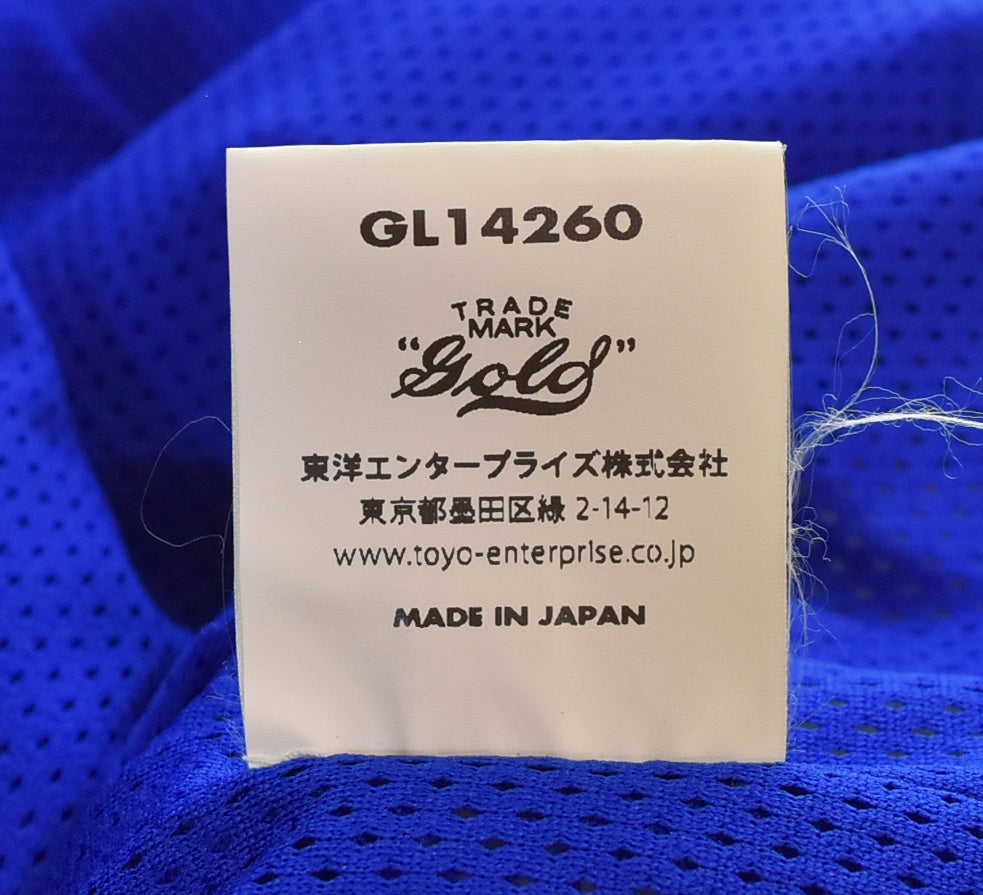 GL14260
TRADE
MARK
“Gold”
東洋エンタープライズ株式会社
東京都墨田区緑 2-14-12
www.toyo-enterprise.co.jp
MADE IN JAPAN